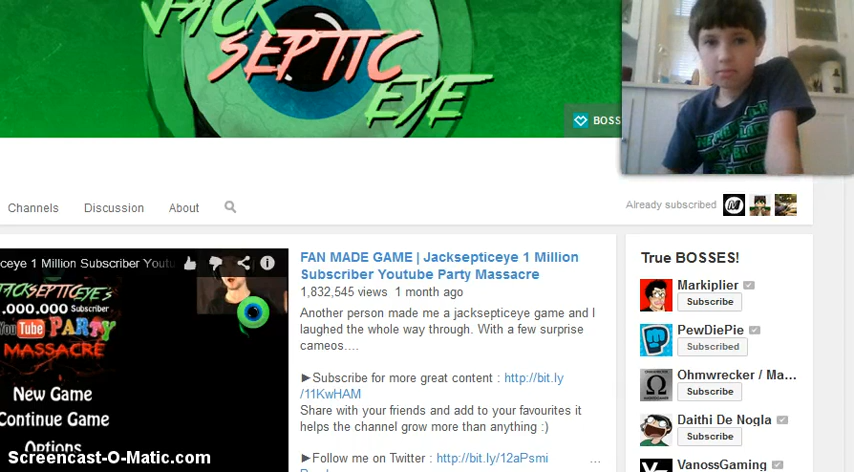 JACK
SEPTIC
EYE
BOSS
Channels
Discussion
About
Already subscribed
ceye 1 Million Subscriber Youtu
JACKSEPTICEYE'S
.000.000 Subscriber
You Tube PARTY
MASSACRE
New Game
Continue Game
Options
FAN MADE GAME | Jacksepticeye 1 Million
Subscriber Youtube Party Massacre
1,832,545 views 1 month ago
Another person made me a jacksepticeye game and I
laughed the whole way through. With a few surprise
cameos....
►Subscribe for more great content : http://bit.ly
/11KwHAM
Share with your friends and add to your favourites it
helps the channel grow more than anything :)
►Follow me on Twitter : http://bit.ly/12aPsmi
...
True BOSSES!
Markiplier
Subscribe
PewDiePie
Subscribed
Ohmwrecker / Ma...
Subscribe
Daithi De Nogla
Subscribe
VanossGaming
Screencast-O-Matic.com